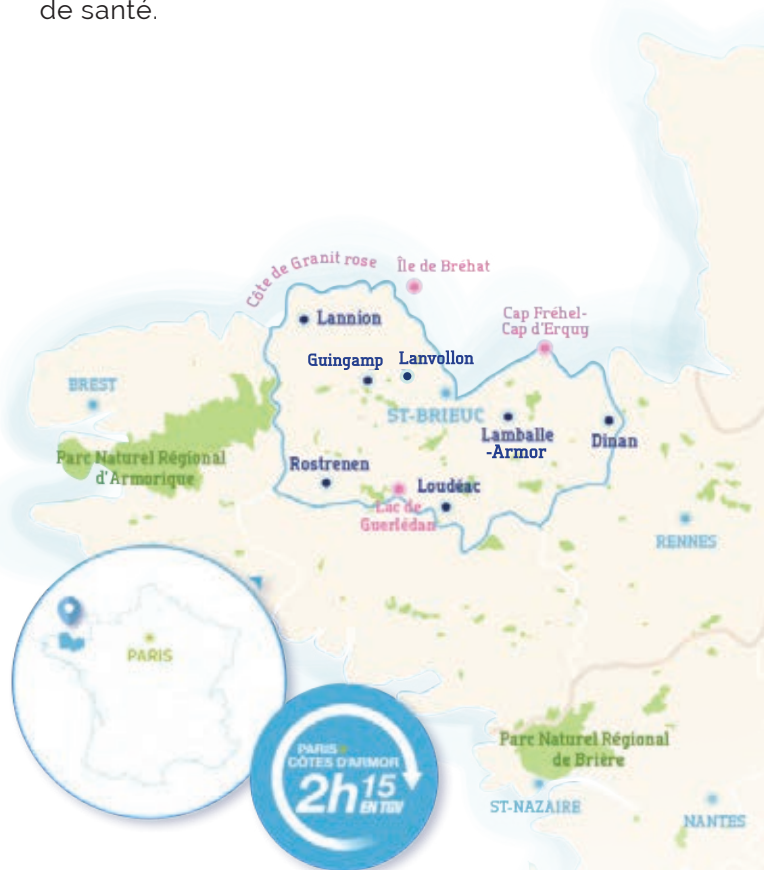 de santé.
Côte de Granit rose
Île de Bréhat
Cap Fréhel-
Cap d'Erquy
Lannion
Guingamp
Lanvollon
BREST
ST-BRIEUC
Lamballe
-Armor
Dinan
Parc Naturel Régional
d'Armorique
Rostrenen
Loudéac
Lac de
Guerlédan
RENNES
PARIS
Parc Naturel Régional
de Brière
PARIS
CÔTES D'ARMOR
2h15
EN TGV
ST-NAZAIRE
NANTES